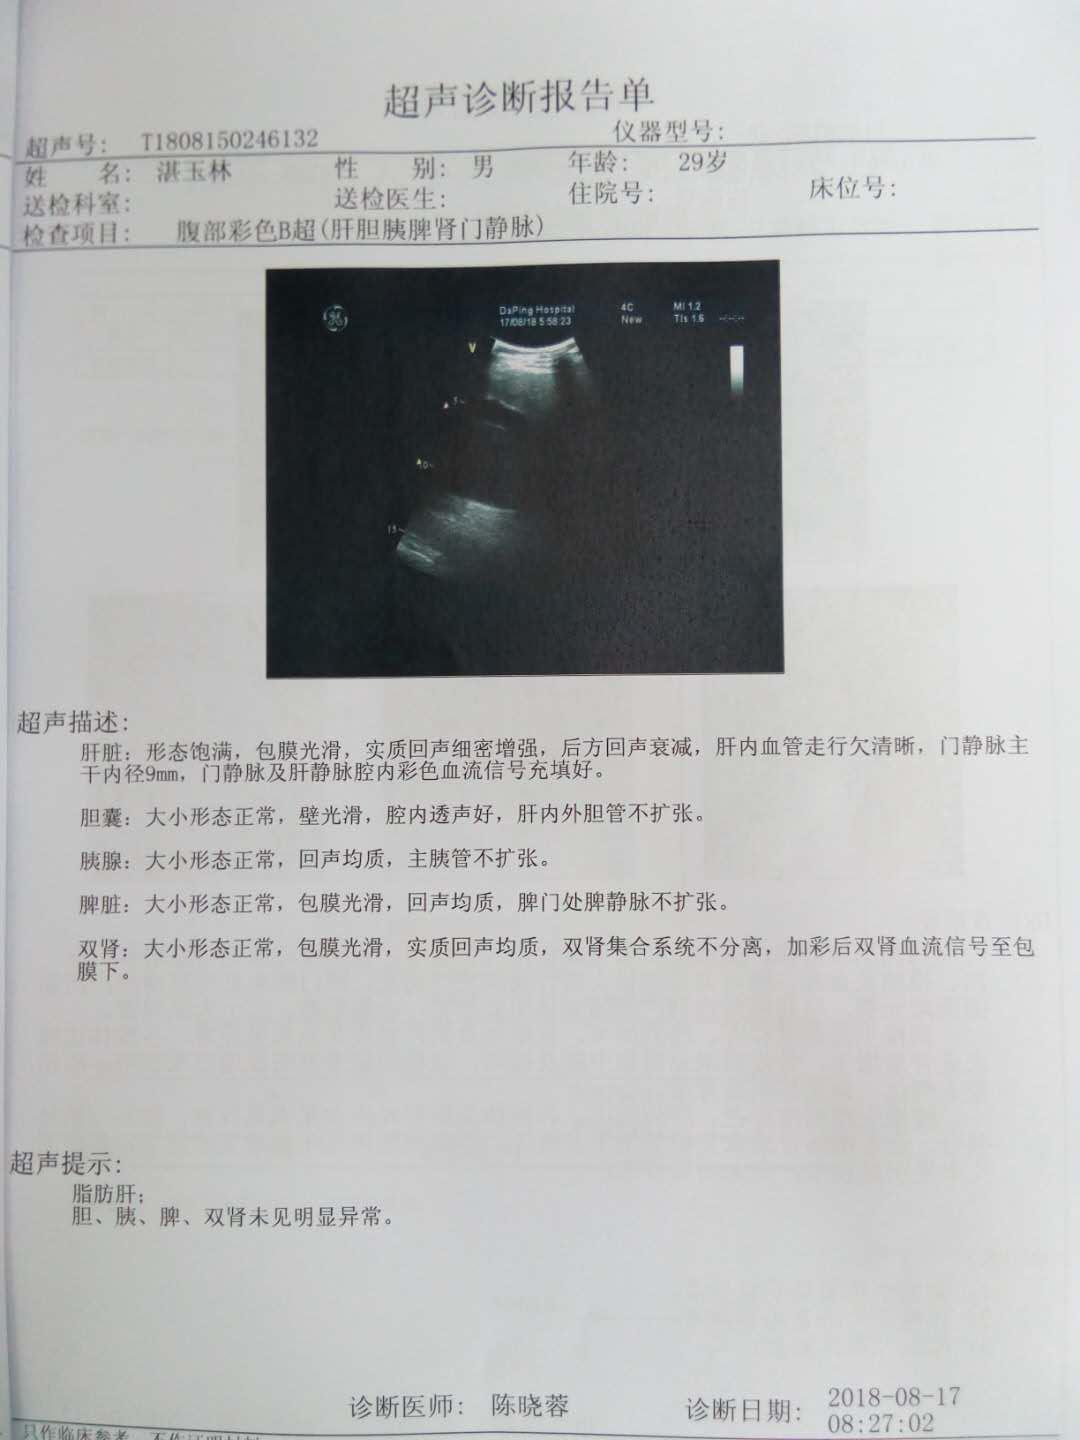 超声诊断报告单
超声号: T1808150246132 仪器型号:
姓 名: 湛玉林 性 别: 男 年龄: 29岁
送检科室: 送检医生: 住院号: 床位号:
检查项目: 腹部彩色B超(肝胆胰脾肾门静脉)
DaPing Hospital 4C MI 1.2
17/08/18 5:58:23 New TIs 1.6
V
5
10
15
超声描述:
肝脏: 形态饱满, 包膜光滑, 实质回声细密增强, 后方回声衰减, 肝内血管走行欠清晰, 门静脉主
干内径9mm, 门静脉及肝静脉腔内彩色血流信号充填好。
胆囊: 大小形态正常, 壁光滑, 腔内透声好, 肝内外胆管不扩张。
胰腺: 大小形态正常, 回声均质, 主胰管不扩张。
脾脏: 大小形态正常, 包膜光滑, 回声均质, 脾门处脾静脉不扩张。
双肾: 大小形态正常, 包膜光滑, 实质回声均质, 双肾集合系统不分离, 加彩后双肾血流信号至包
膜下。
超声提示:
脂肪肝;
胆、胰、脾、双肾未见明显异常。
诊断医师: 陈晓蓉 诊断日期: 2018-08-17
08:27:02
只作临床参考